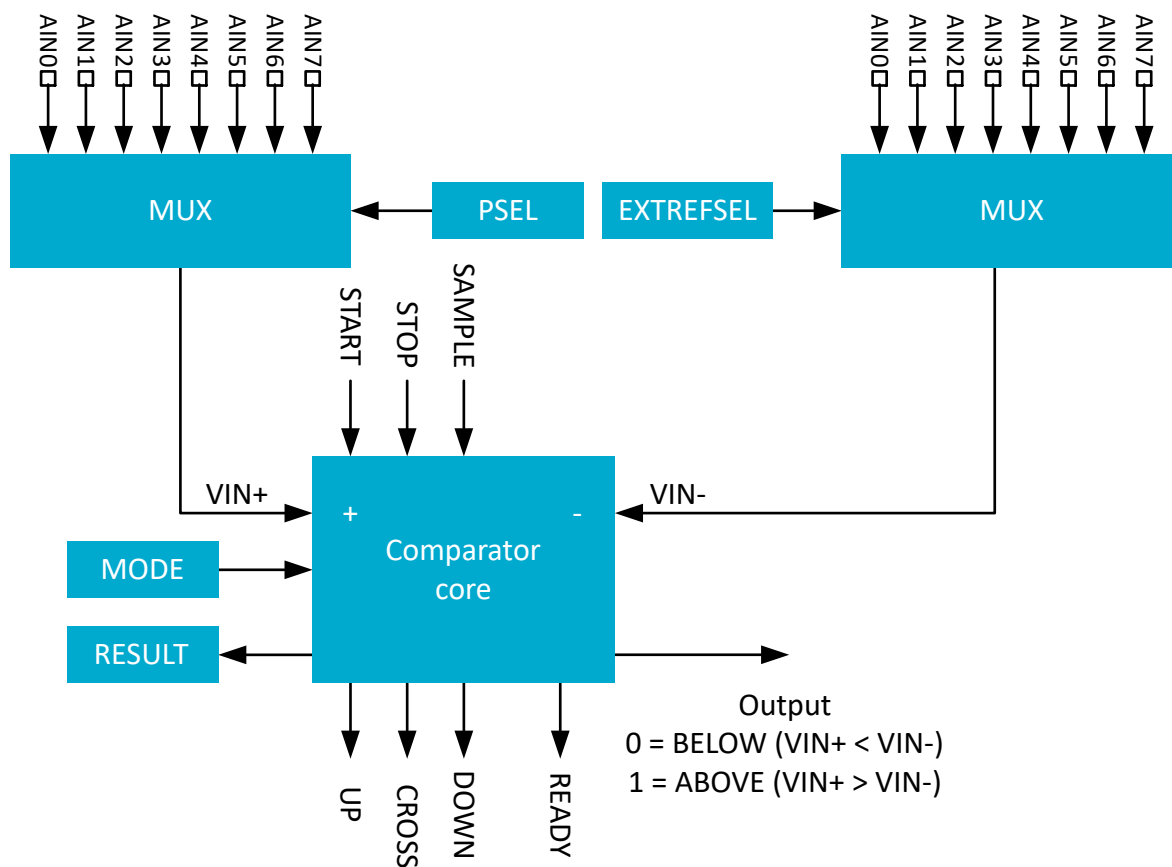 AIN0 AIN1 AIN2 AIN3 AIN4 AIN5 AIN6 AIN7
AIN0 AIN1 AIN2 AIN3 AIN4 AIN5 AIN6 AIN7
MUX
PSEL
EXTREFSEL
MUX
START
STOP
SAMPLE
VIN+
VIN-
+
-
Comparator
core
MODE
RESULT
UP
CROSS
DOWN
READY
Output
0 = BELOW (VIN+ < VIN-)
1 = ABOVE (VIN+ > VIN-)